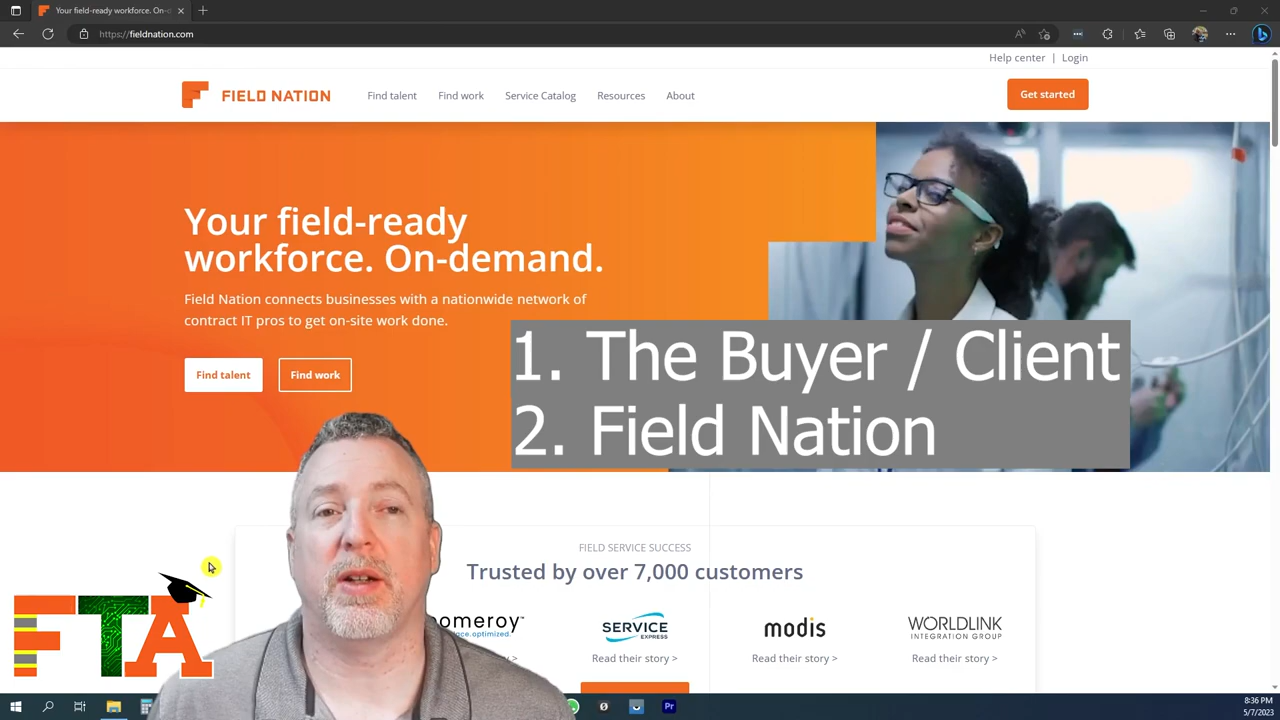 Your field-ready workforce. On-d
https://fieldnation.com
Help center | Login
FIELD NATION
Find talent
Find work
Service Catalog
Resources
About
Get started
Your field-ready
workforce. On-demand.
Field Nation connects businesses with a nationwide network of
contract IT pros to get on-site work done.
Find talent
Find work
1. The Buyer / Client
2. Field Nation
FIELD SERVICE SUCCESS
Trusted by over 7,000 customers
SERVICE
EXPRESS
modis
WORLDLINK
INTEGRATION GROUP
Read their story >
Read their story >
Read their story >
FTA
Pr
8:36 PM
5/7/2023